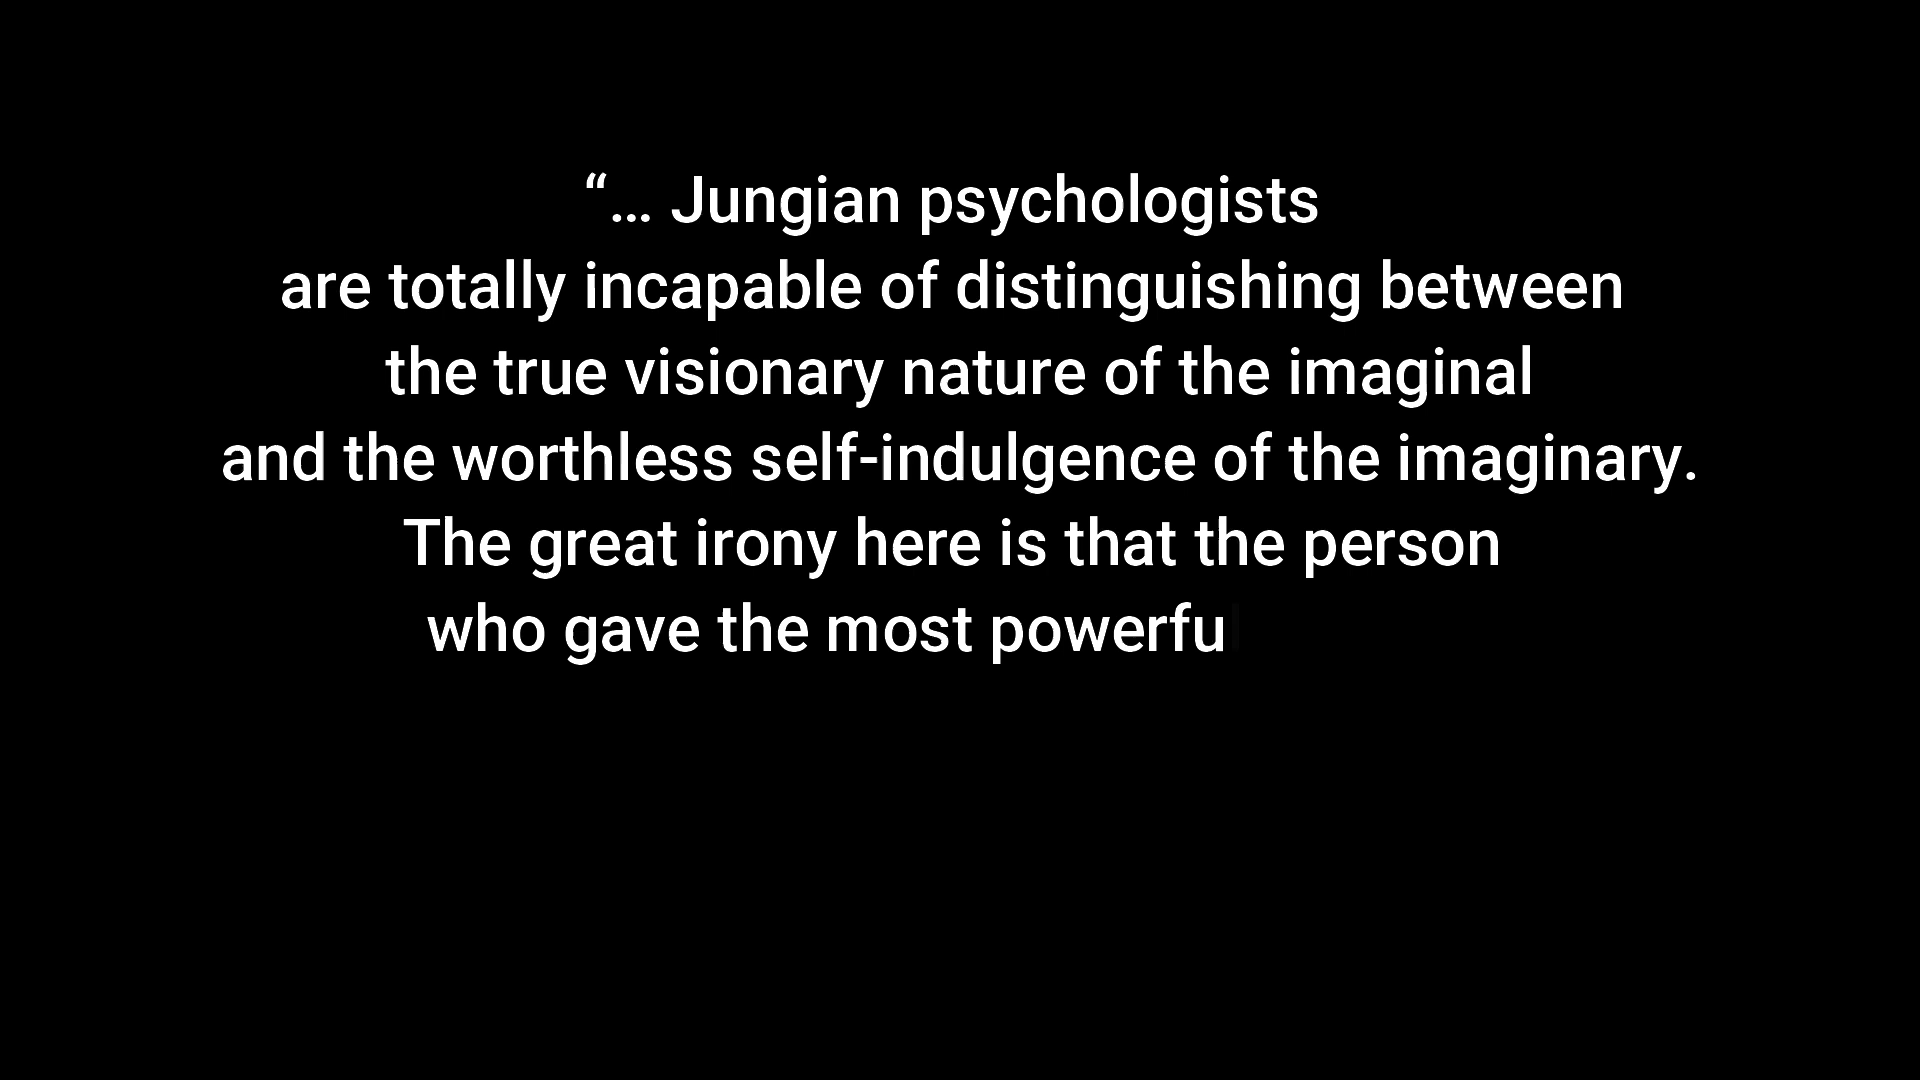 “... Jungian psychologists
are totally incapable of distinguishing between
the true visionary nature of the imaginal
and the worthless self-indulgence of the imaginary.
The great irony here is that the person
who gave the most powerfu